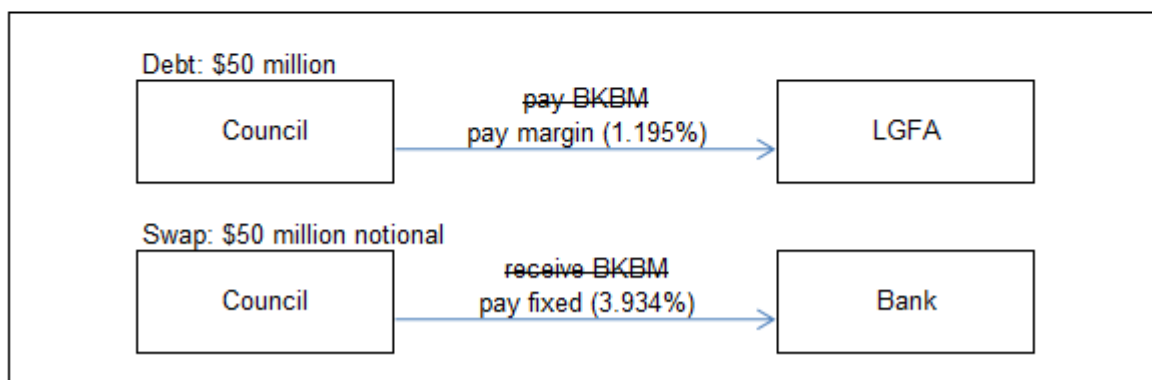 Debt: $50 million
Council
pay BKBM
pay margin (1.195%)
LGFA
Swap: $50 million notional
Council
receive BKBM
pay fixed (3.934%)
Bank